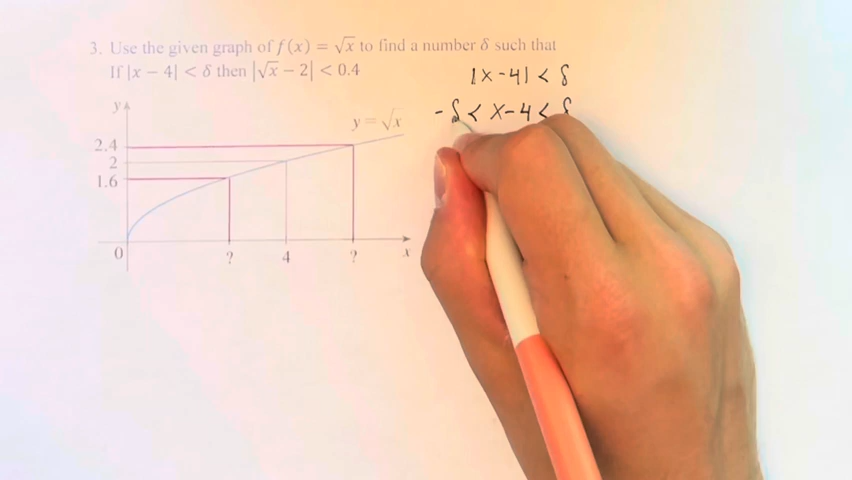 3. Use the given graph of f(x) = √x to find a number δ such that
If |x − 4| < δ then |√x − 2| < 0.4
|x - 4| < δ
- δ < x - 4 < δ
y
y = √x
2.4
2
1.6
0
?
4
?
x